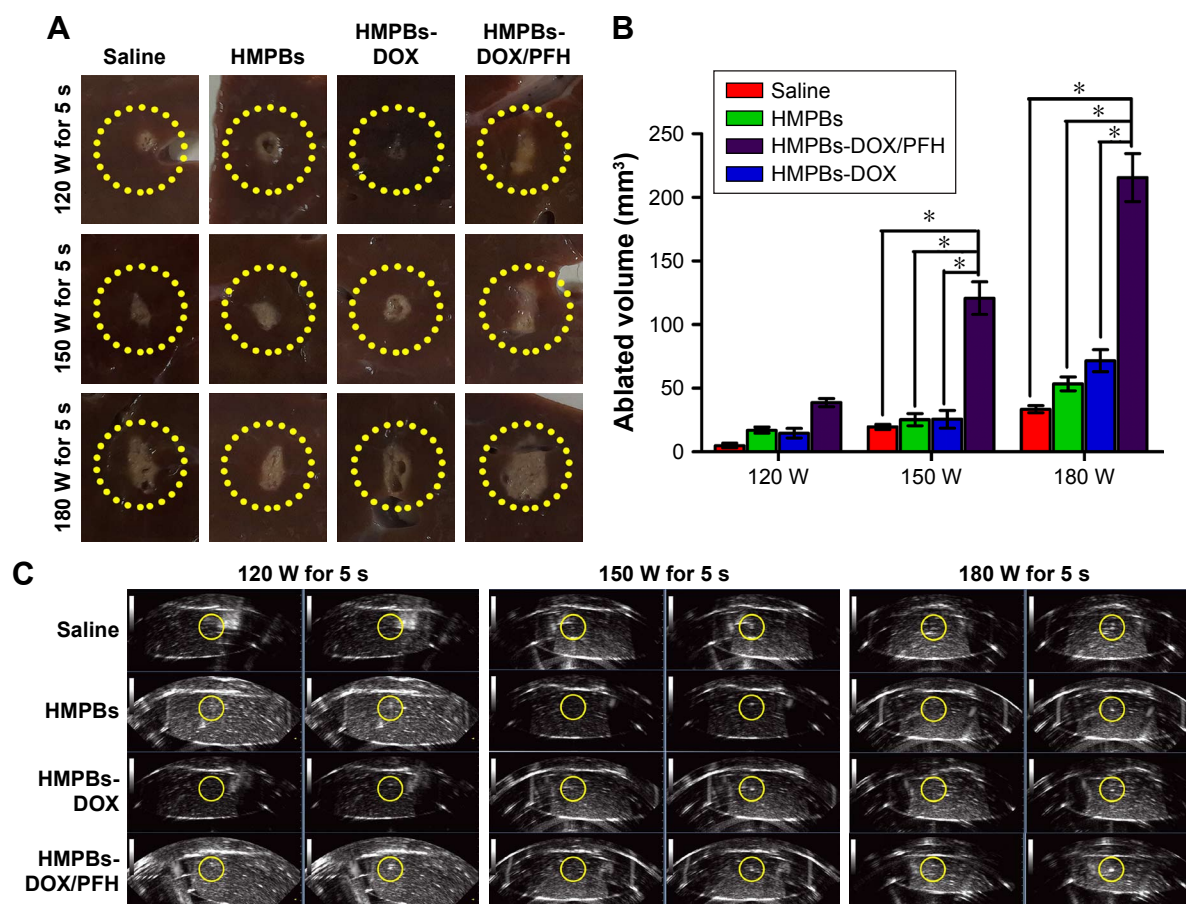 A
B
Saline
HMPBs
HMPBs-
DOX
HMPBs-
DOX/PFH
120 W for 5 s
150 W for 5 s
180 W for 5 s
Ablated volume (mm³)
250
200
150
100
50
0
Saline
HMPBs
HMPBs-DOX/PFH
HMPBs-DOX
*
*
*
*
*
*
120 W
150 W
180 W
C
120 W for 5 s
150 W for 5 s
180 W for 5 s
Saline
HMPBs
HMPBs-
DOX
HMPBs-
DOX/PFH